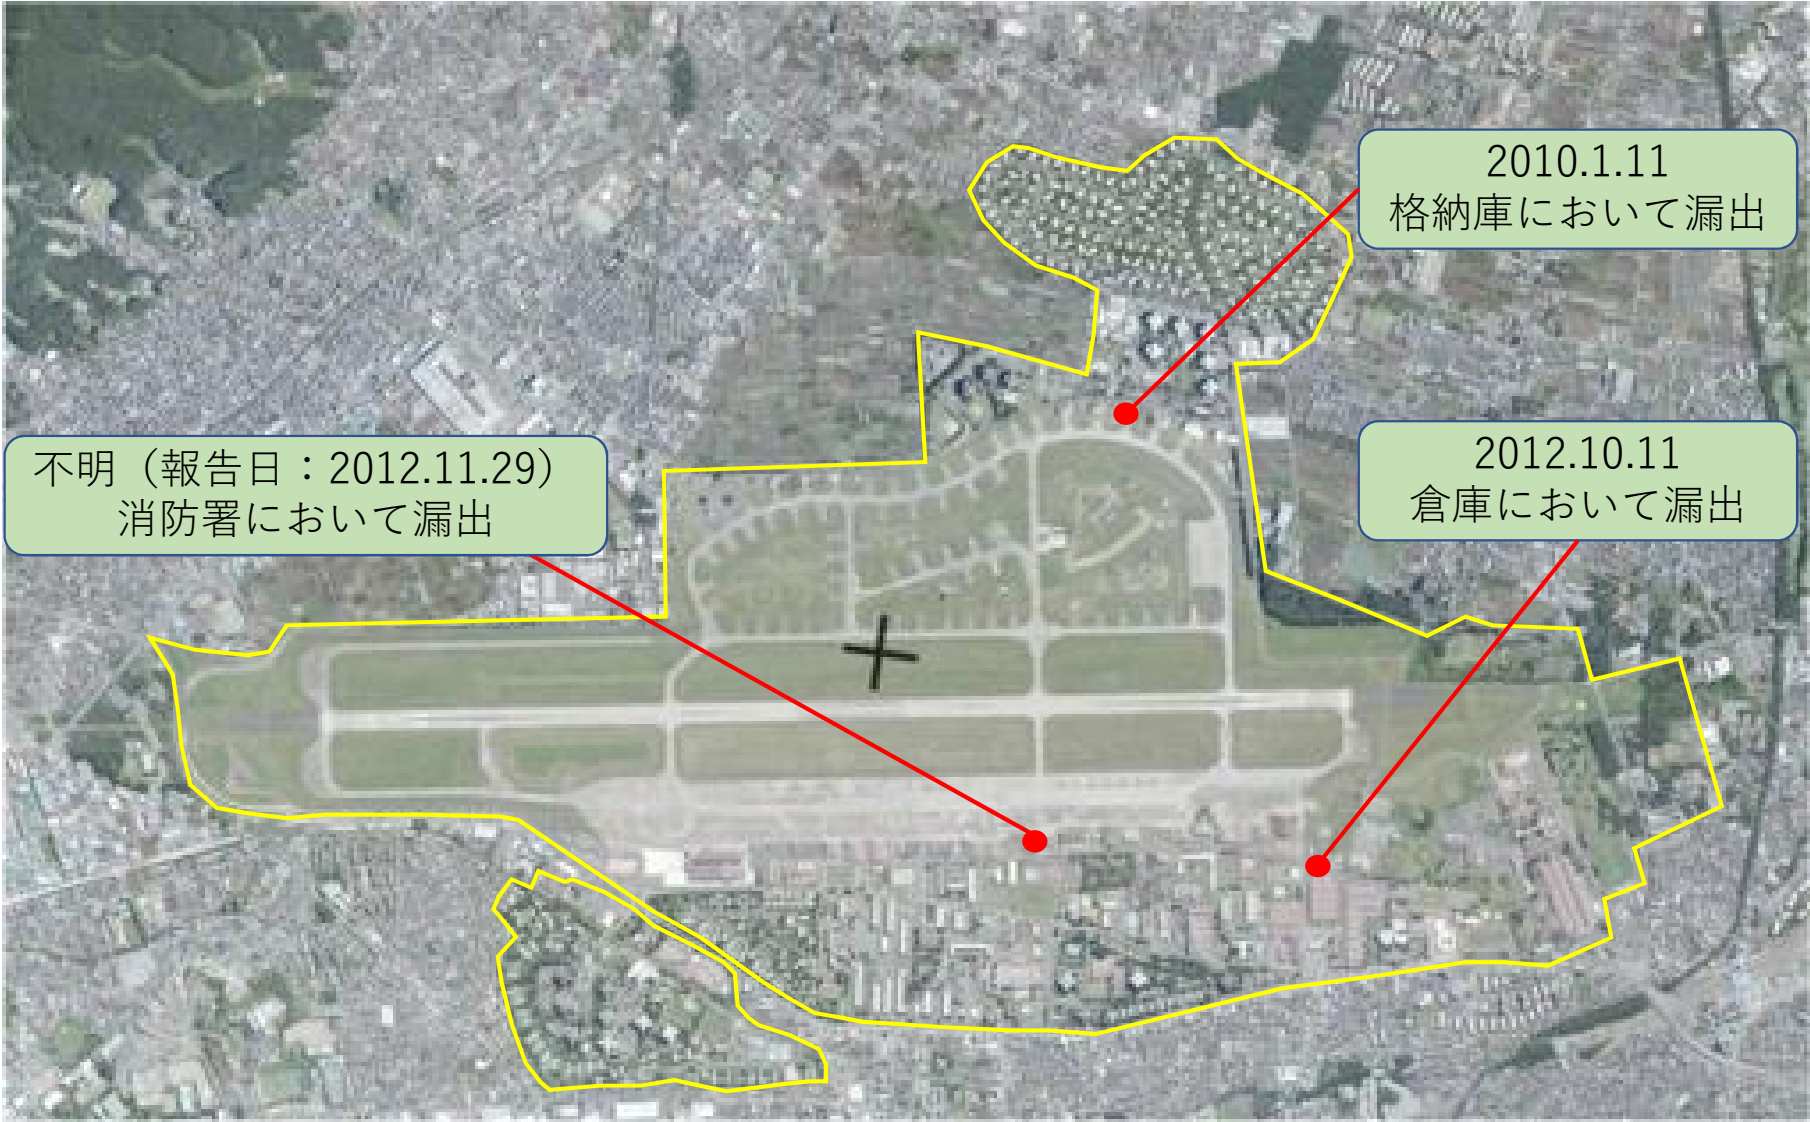 2010.1.11
格納庫において漏出
不明（報告日：2012.11.29）
消防署において漏出
2012.10.11
倉庫において漏出